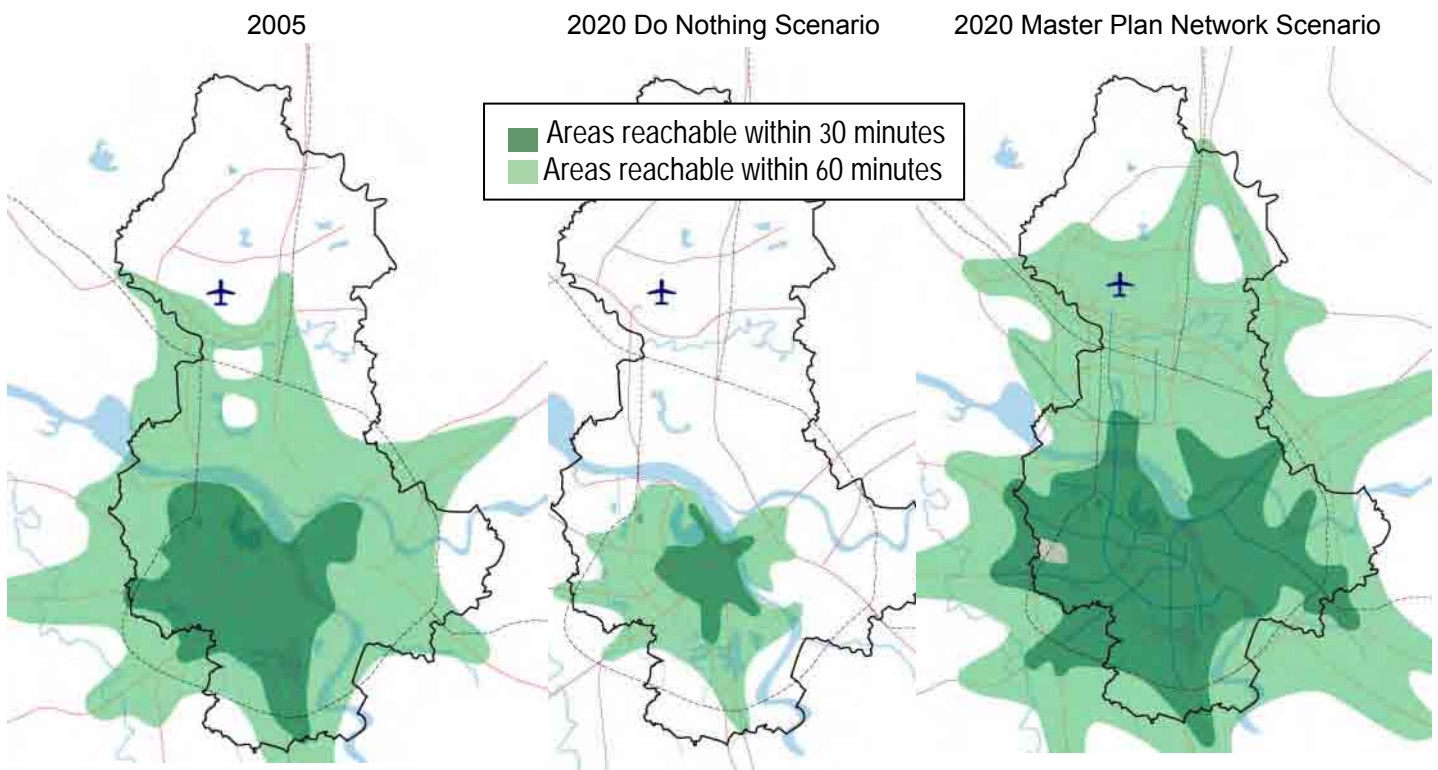 2005
2020 Do Nothing Scenario
2020 Master Plan Network Scenario
Areas reachable within 30 minutes
Areas reachable within 60 minutes